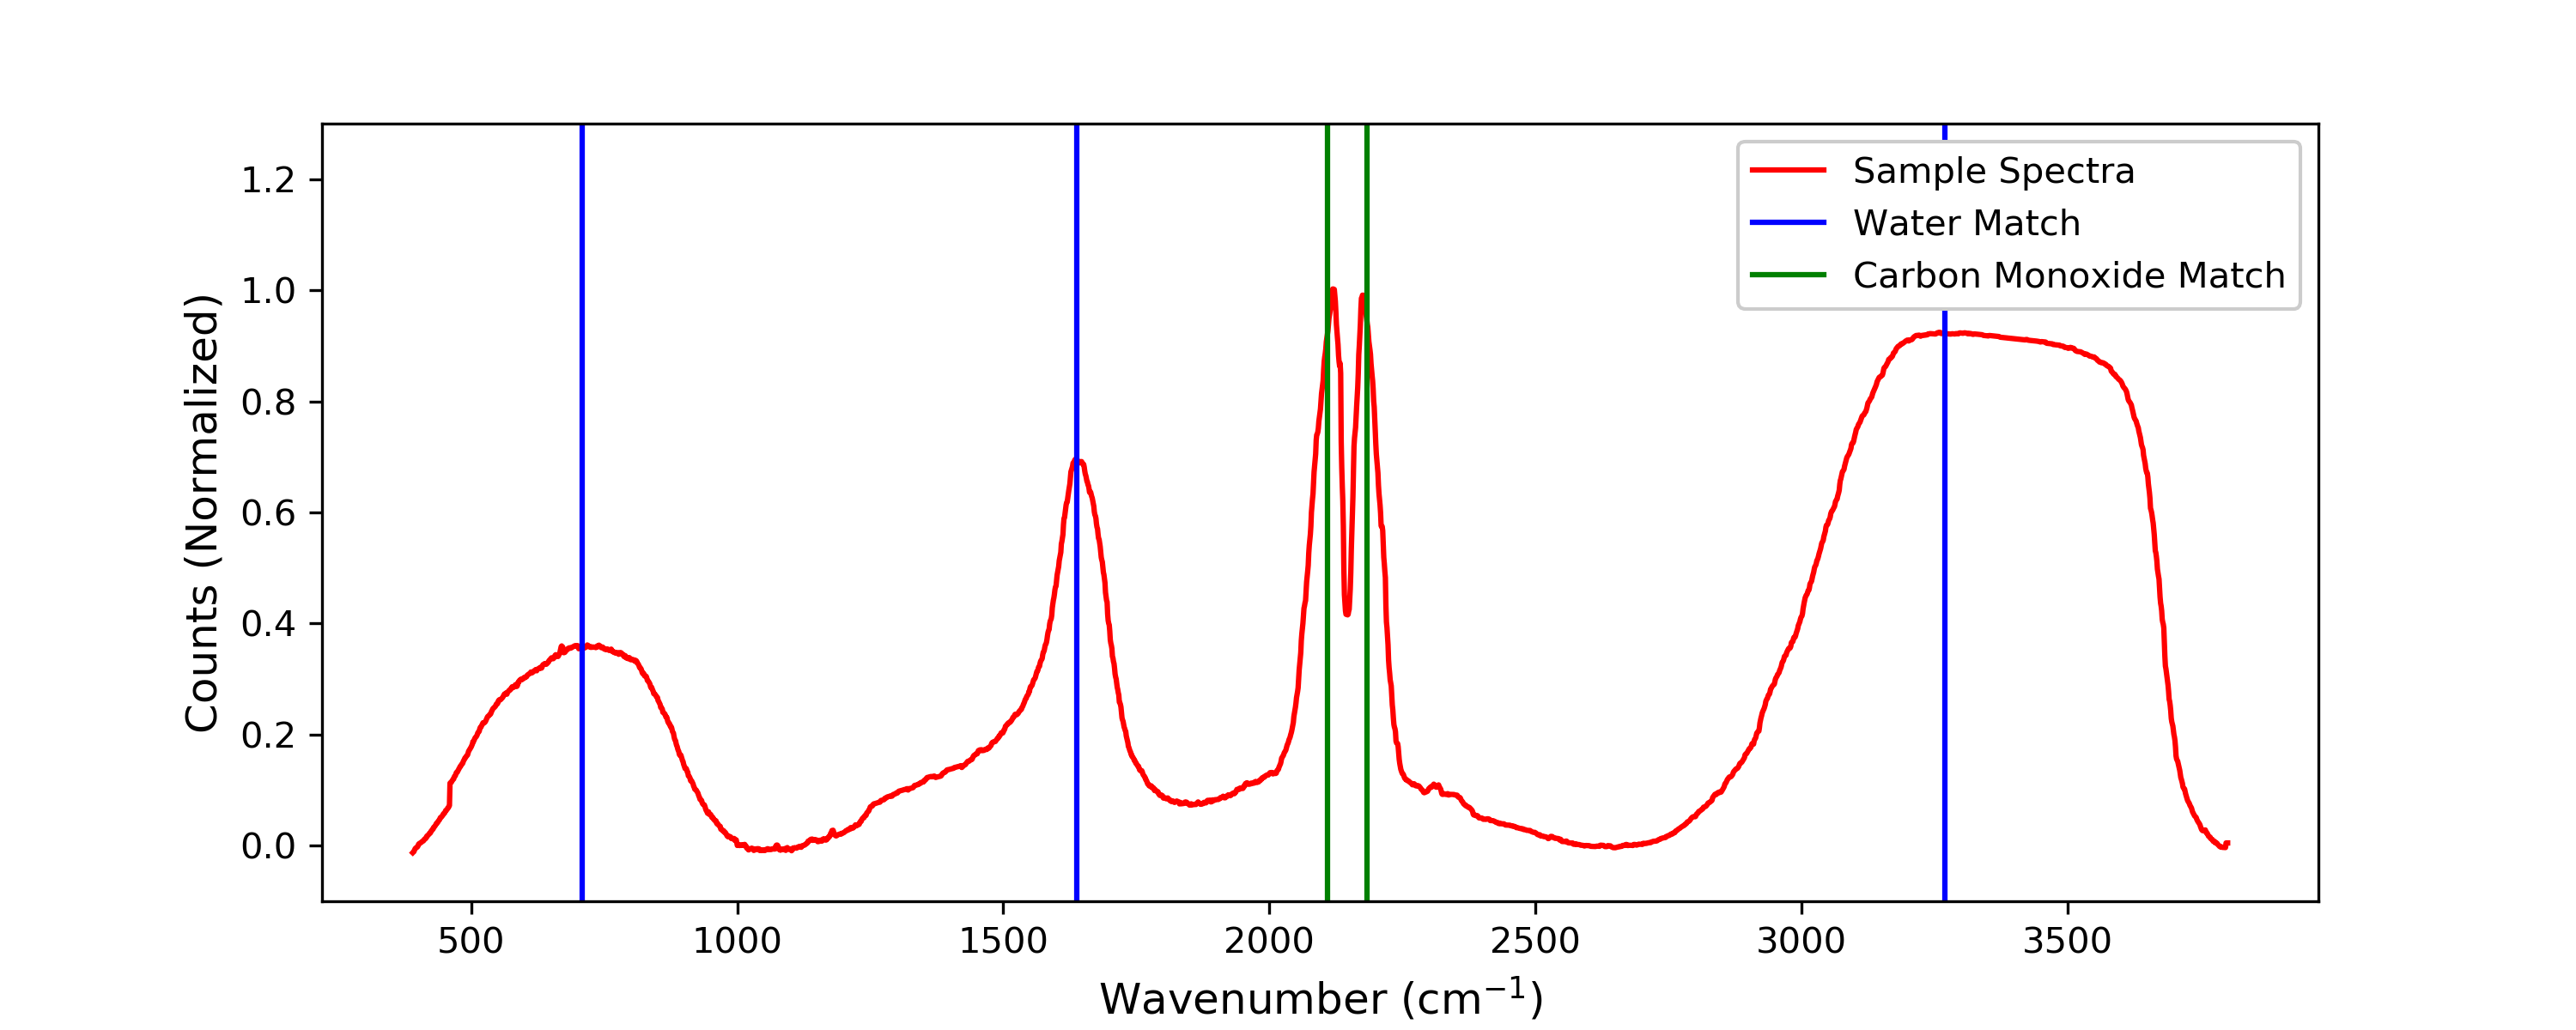 Sample Spectra
Water Match
Carbon Monoxide Match
Counts (Normalized)
1.2
1.0
0.8
0.6
0.4
0.2
0.0
500 1000 1500 2000 2500 3000 3500
Wavenumber (cm⁻¹)